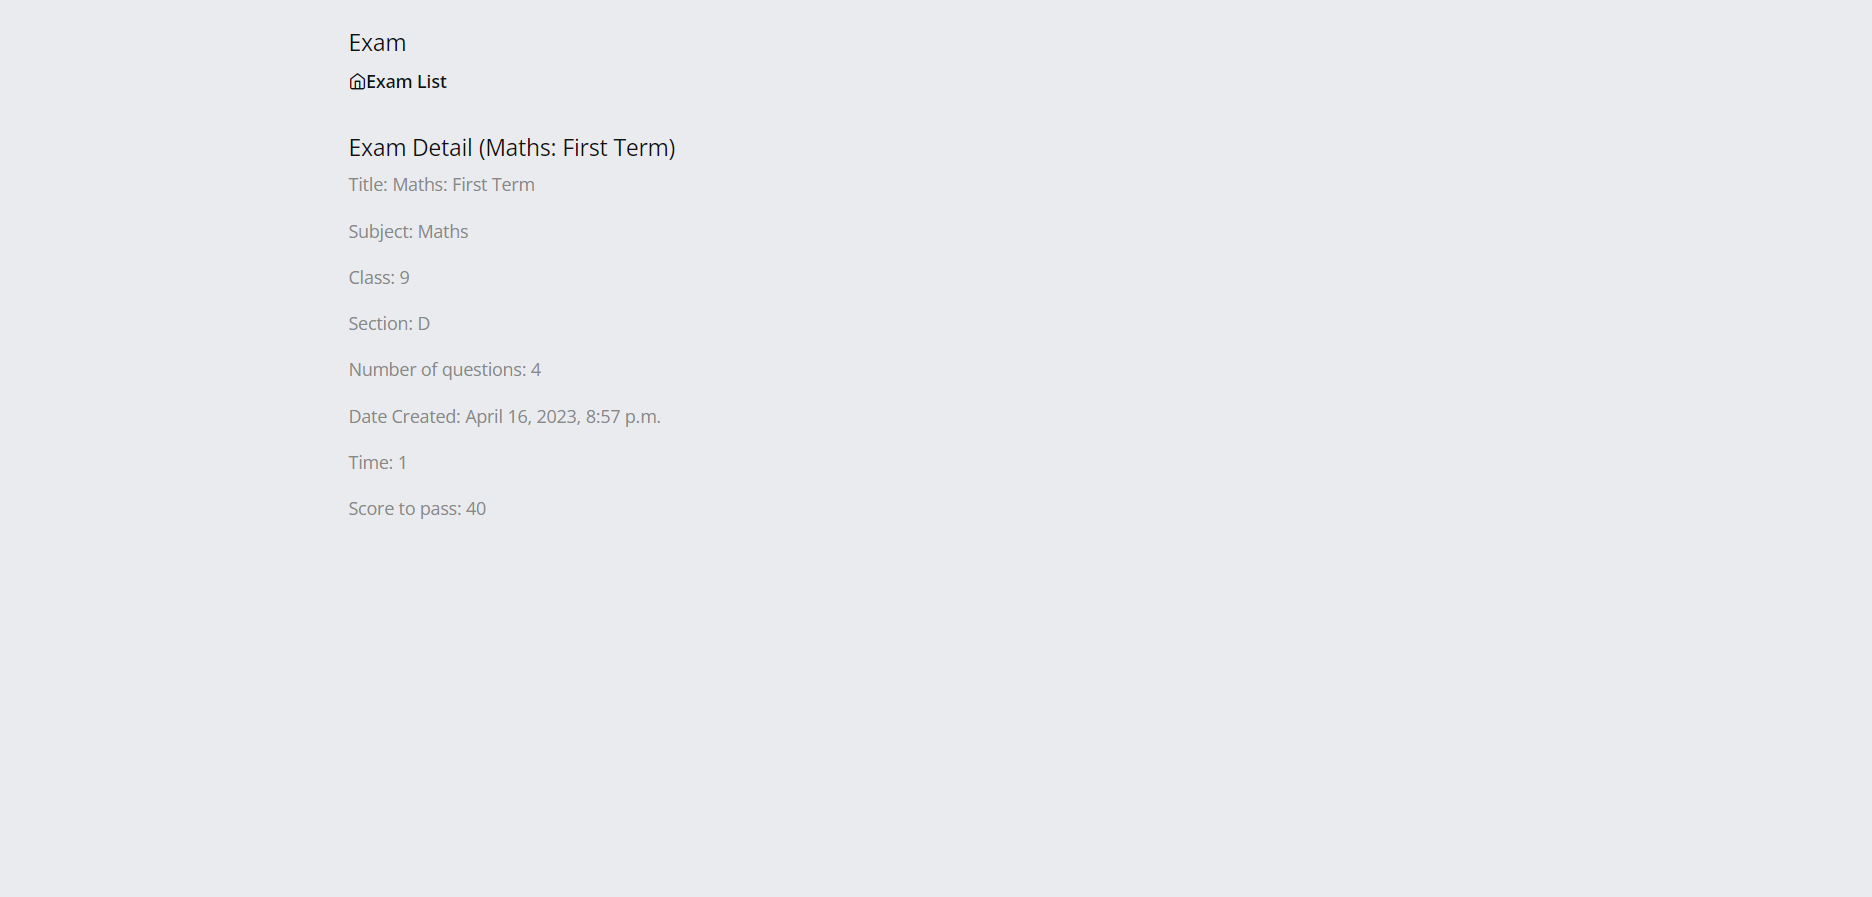 Exam
Exam List
Exam Detail (Maths: First Term)
Title: Maths: First Term
Subject: Maths
Class: 9
Section: D
Number of questions: 4
Date Created: April 16, 2023, 8:57 p.m.
Time: 1
Score to pass: 40